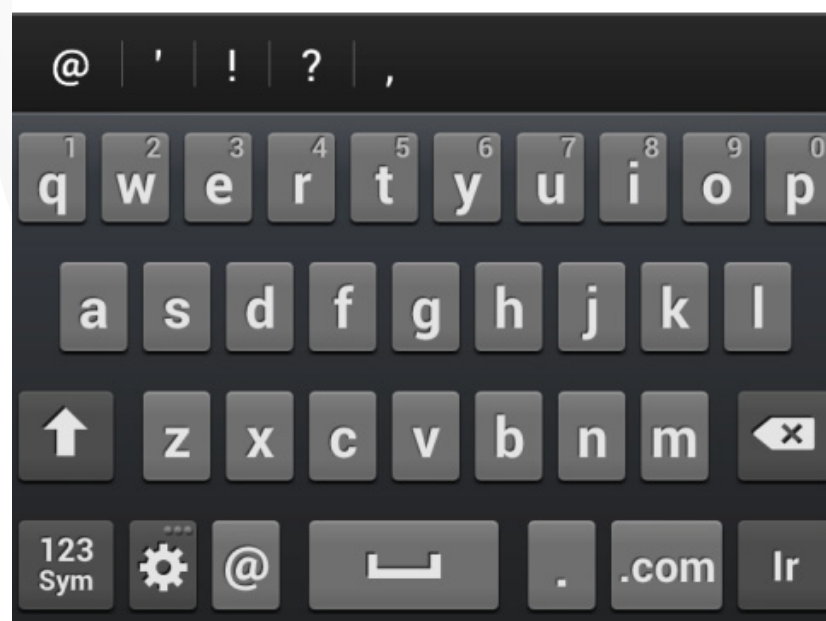 @ ' ! ? ,
1 2 3 4 5 6 7 8 9 0
q w e r t y u i o p
a s d f g h j k l
z x c v b n m
123
Sym @ . .com Ir